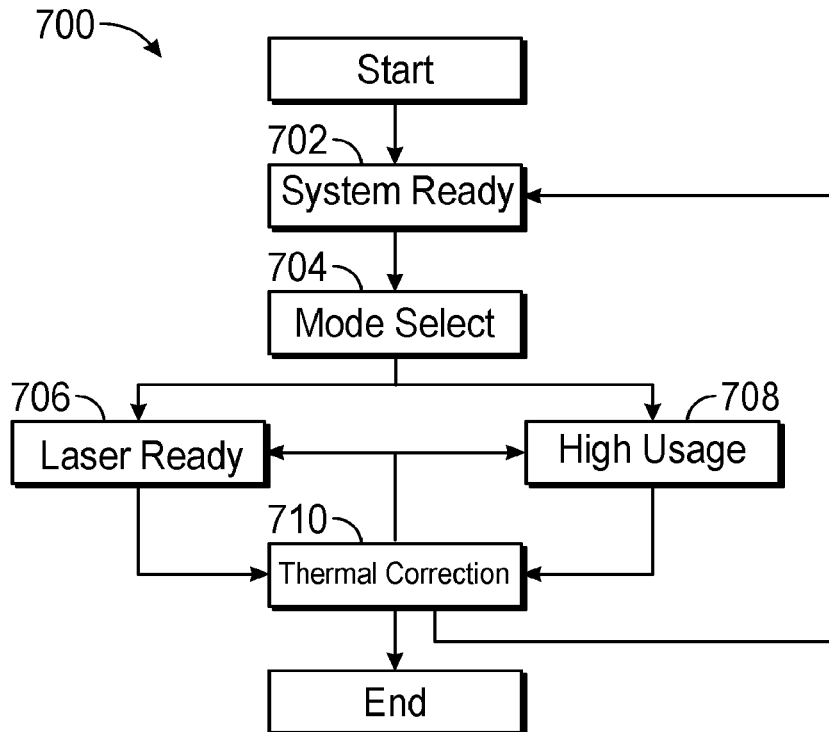 700
Start
702
System Ready
704
Mode Select
706
Laser Ready
708
High Usage
710
Thermal Correction
End